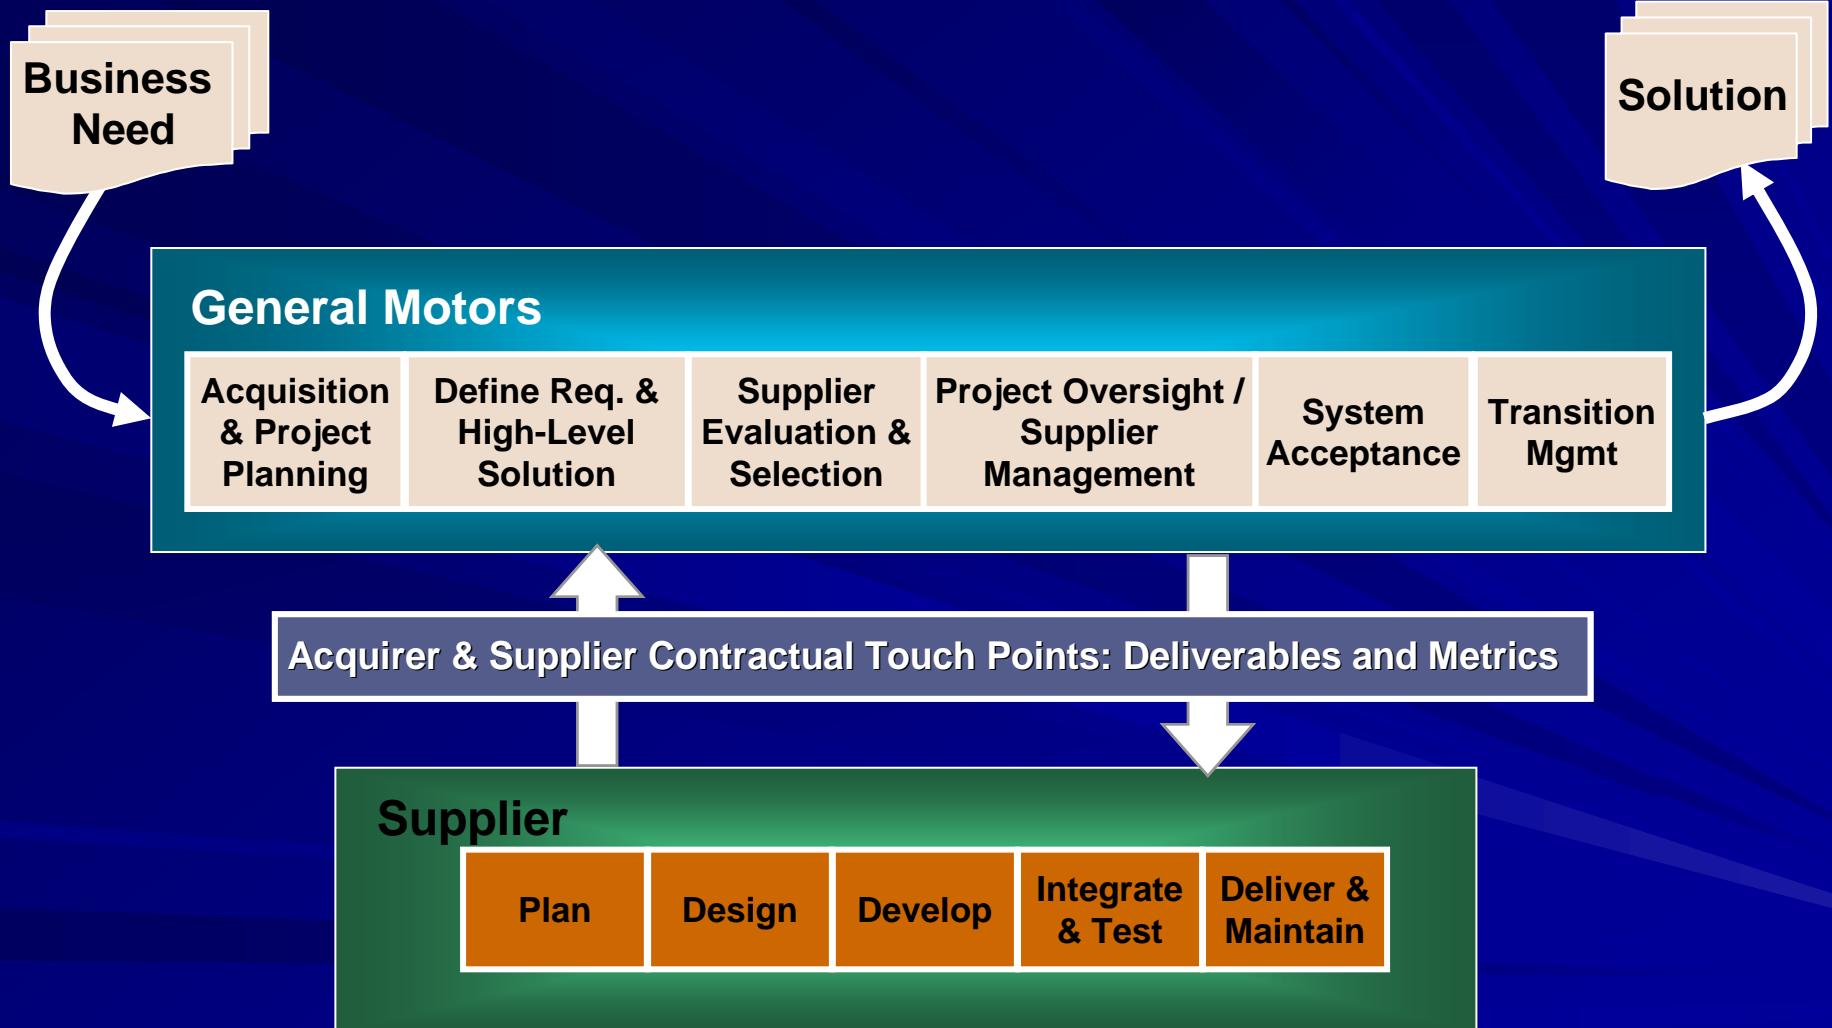 Business
Need
Solution
General Motors
Acquisition
& Project
Planning
Define Req. &
High-Level
Solution
Supplier
Evaluation &
Selection
Project Oversight /
Supplier
Management
System
Acceptance
Transition
Mgmt
Acquirer & Supplier Contractual Touch Points: Deliverables and Metrics
Supplier
Plan
Design
Develop
Integrate
& Test
Deliver &
Maintain